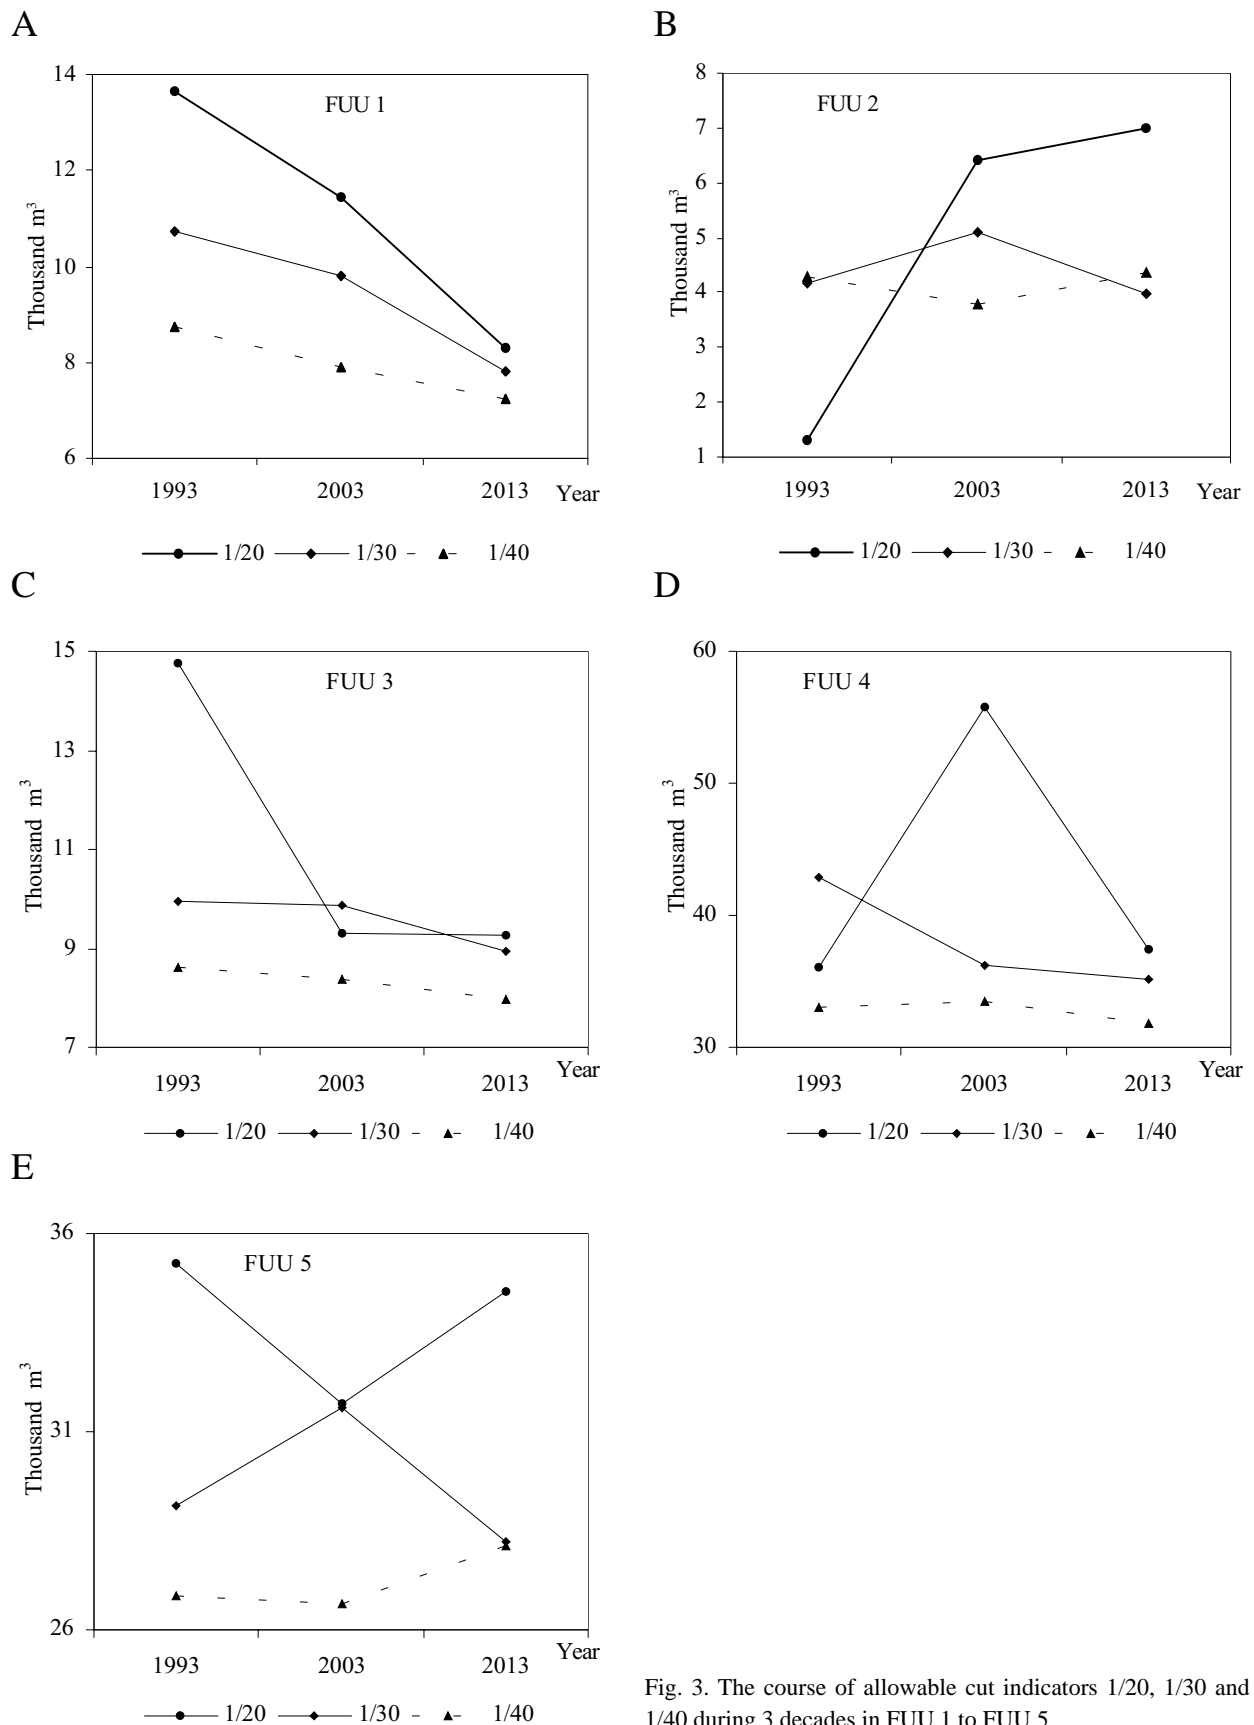 A
14
12
10
8
6
Thousand m³
FUU 1
1993 2003 2013 Year
1/20 1/30 1/40
B
8
7
6
5
4
3
2
1
Thousand m³
FUU 2
1993 2003 2013 Year
1/20 1/30 1/40
C
15
13
11
9
7
Thousand m³
FUU 3
1993 2003 2013 Year
1/20 1/30 1/40
D
60
50
40
30
Thousand m³
FUU 4
1993 2003 2013 Year
1/20 1/30 1/40
E
36
31
26
Thousand m³
FUU 5
1993 2003 2013 Year
1/20 1/30 1/40
Fig. 3. The course of allowable cut indicators 1/20, 1/30 and
1/40 during 3 decades in FUU 1 to FUU 5